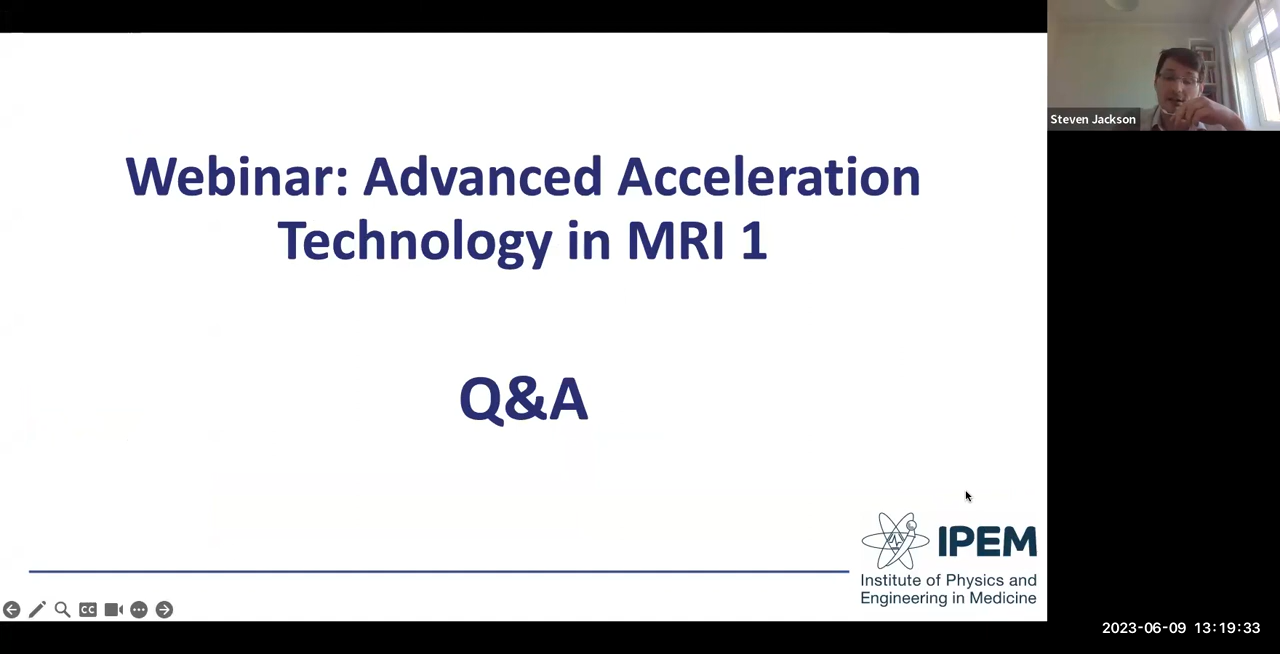 Steven Jackson
Webinar: Advanced Acceleration
Technology in MRI 1
Q&A
IPEM
Institute of Physics and
Engineering in Medicine
CC
2023-06-09 13:19:33